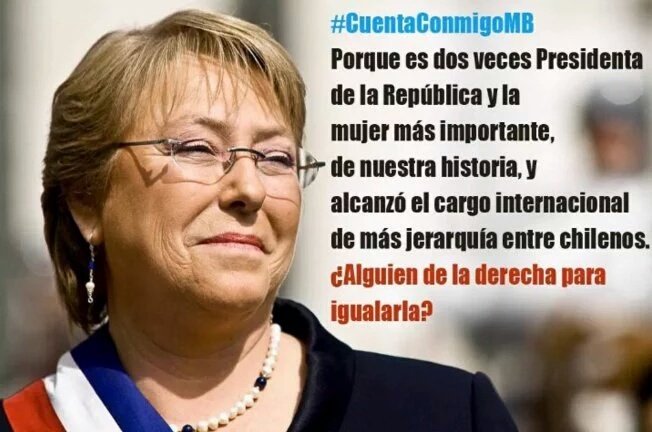 #CuentaConmigoMB
Porque es dos veces Presidenta
de la República y la
mujer más importante,
de nuestra historia, y
alcanzó el cargo internacional
de más jerarquía entre chilenos.
¿Alguien de la derecha para
igualarla?